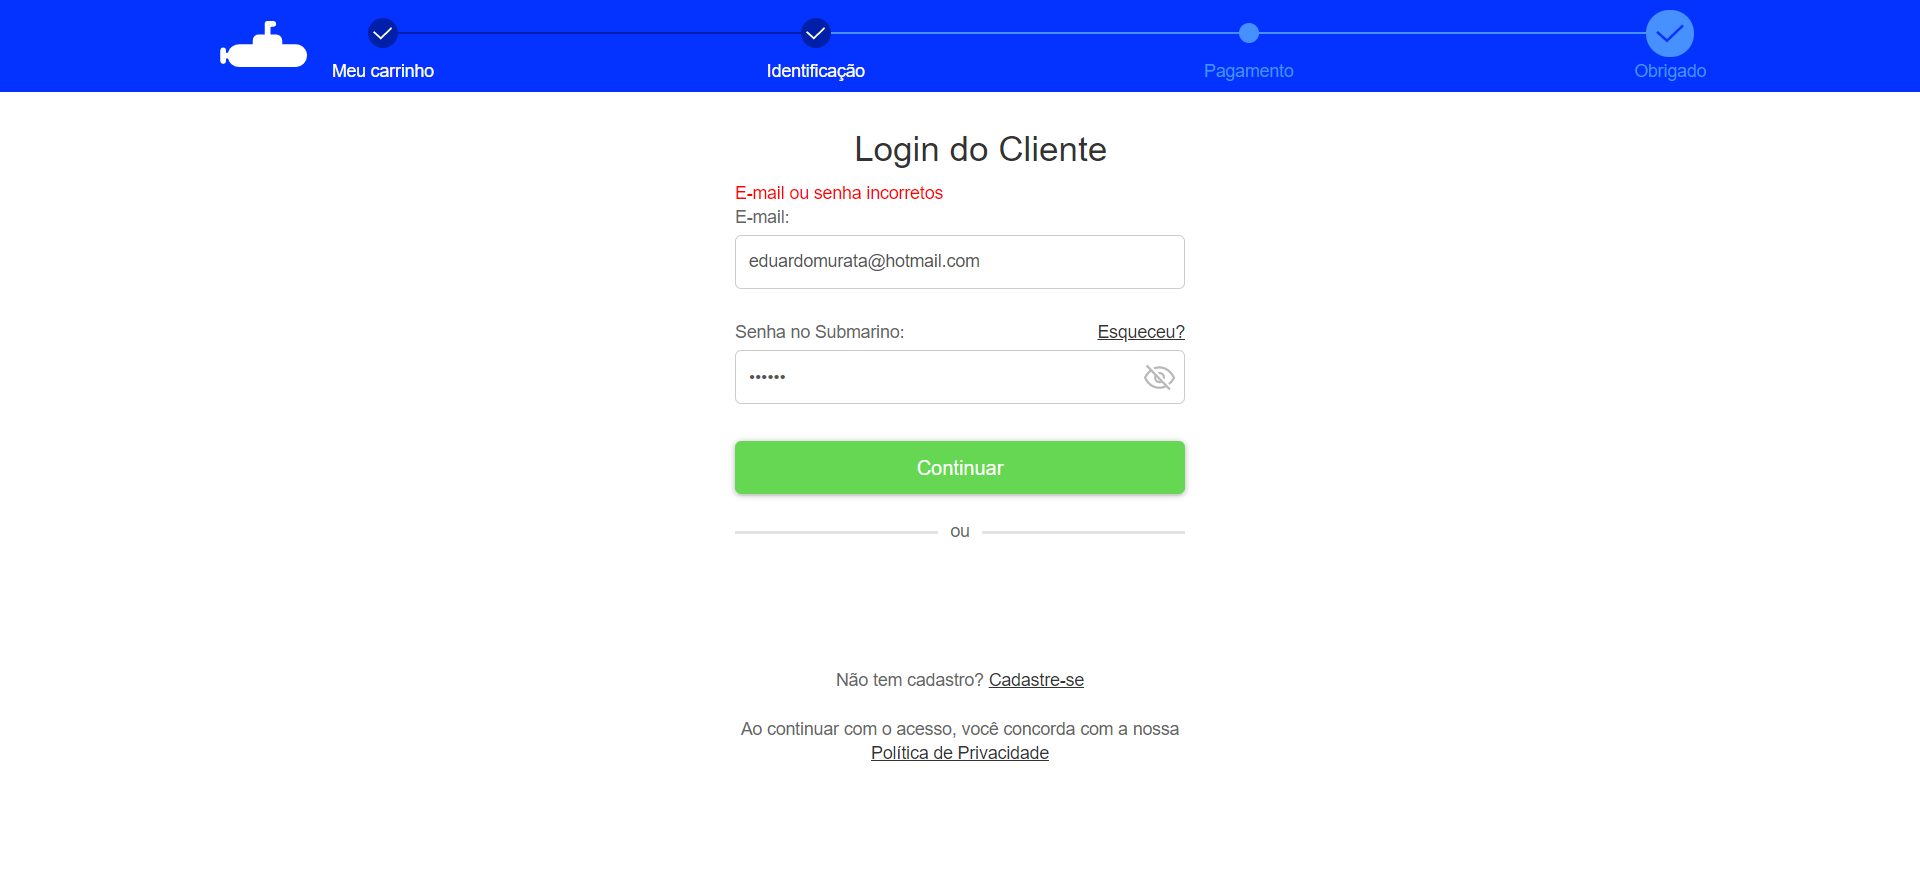 Meu carrinho
Identificação
Pagamento
Obrigado
Login do Cliente
E-mail ou senha incorretos
E-mail:
eduardomurata@hotmail.com
Senha no Submarino: Esqueceu?
••••••
Continuar
ou
Não tem cadastro? Cadastre-se
Ao continuar com o acesso, você concorda com a nossa
Política de Privacidade